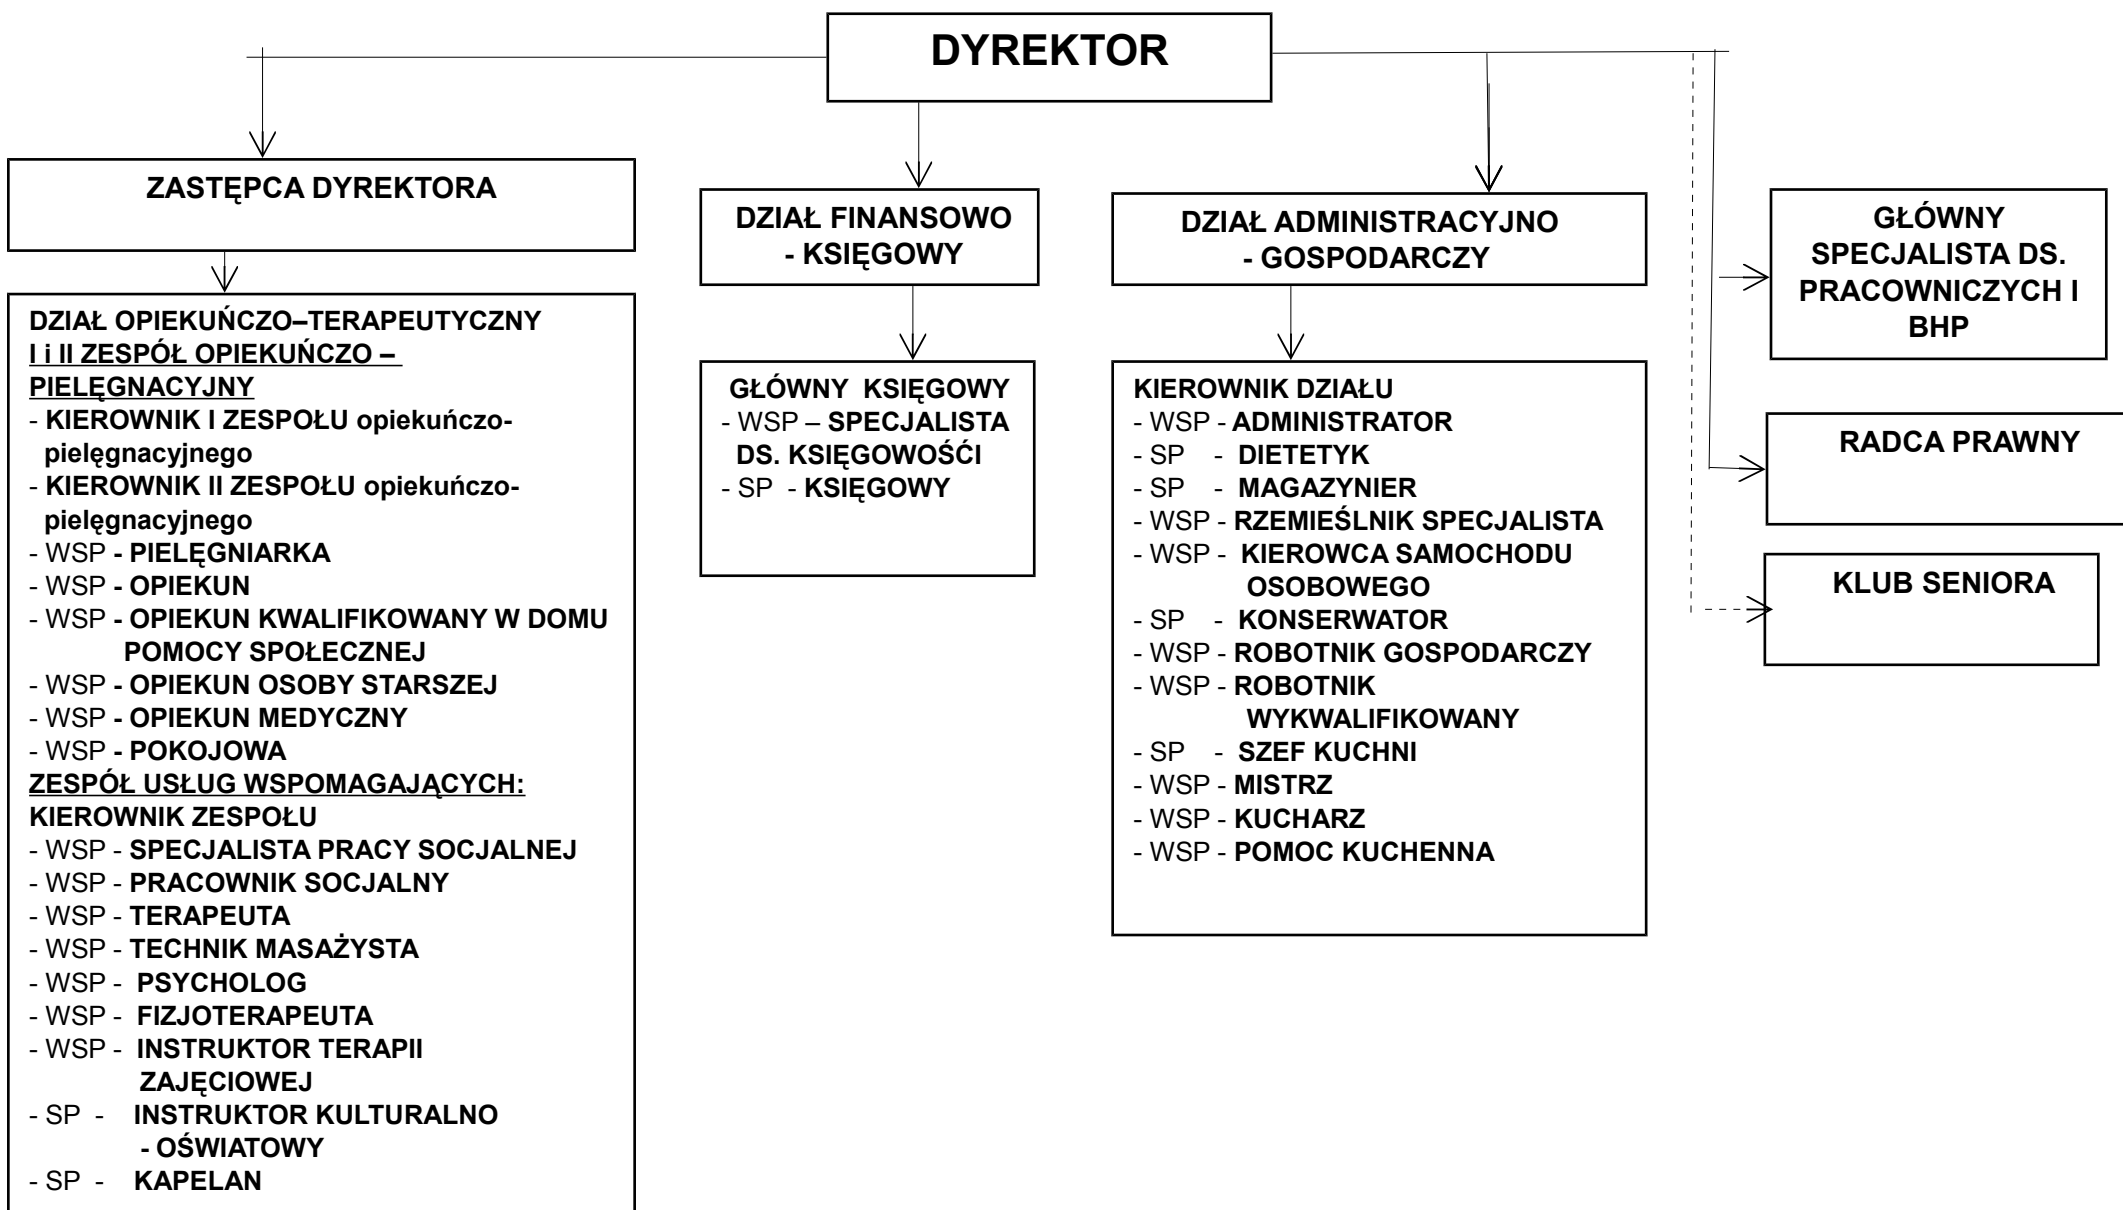 DYREKTOR
ZASTĘPCA DYREKTORA
DZIAŁ OPIEKUŃCZO–TERAPEUTYCZNY
I i II ZESPÓŁ OPIEKUŃCZO –
PIELĘGNACYJNY
- KIEROWNIK I ZESPOŁU opiekuńczo-
pielęgnacyjnego
- KIEROWNIK II ZESPOŁU opiekuńczo-
pielęgnacyjnego
- WSP - PIELĘGNIARKA
- WSP - OPIEKUN
- WSP - OPIEKUN KWALIFIKOWANY W DOMU
POMOCY SPOŁECZNEJ
- WSP - OPIEKUN OSOBY STARSZEJ
- WSP - OPIEKUN MEDYCZNY
- WSP - POKOJOWA
ZESPÓŁ USŁUG WSPOMAGAJĄCYCH:
KIEROWNIK ZESPOŁU
- WSP - SPECJALISTA PRACY SOCJALNEJ
- WSP - PRACOWNIK SOCJALNY
- WSP - TERAPEUTA
- WSP - TECHNIK MASAŻYSTA
- WSP - PSYCHOLOG
- WSP - FIZJOTERAPEUTA
- WSP - INSTRUKTOR TERAPII
ZAJĘCIOWEJ
- SP - INSTRUKTOR KULTURALNO
- OŚWIATOWY
- SP - KAPELAN
DZIAŁ FINANSOWO
- KSIĘGOWY
GŁÓWNY KSIĘGOWY
- WSP – SPECJALISTA
DS. KSIĘGOWOŚĆI
- SP - KSIĘGOWY
DZIAŁ ADMINISTRACYJNO
- GOSPODARCZY
KIEROWNIK DZIAŁU
- WSP - ADMINISTRATOR
- SP - DIETETYK
- SP - MAGAZYNIER
- WSP - RZEMIEŚLNIK SPECJALISTA
- WSP - KIEROWCA SAMOCHODU
OSOBOWEGO
- SP - KONSERWATOR
- WSP - ROBOTNIK GOSPODARCZY
- WSP - ROBOTNIK
WYKWALIFIKOWANY
- SP - SZEF KUCHNI
- WSP - MISTRZ
- WSP - KUCHARZ
- WSP - POMOC KUCHENNA
GŁÓWNY
SPECJALISTA DS.
PRACOWNICZYCH I
BHP
RADCA PRAWNY
KLUB SENIORA